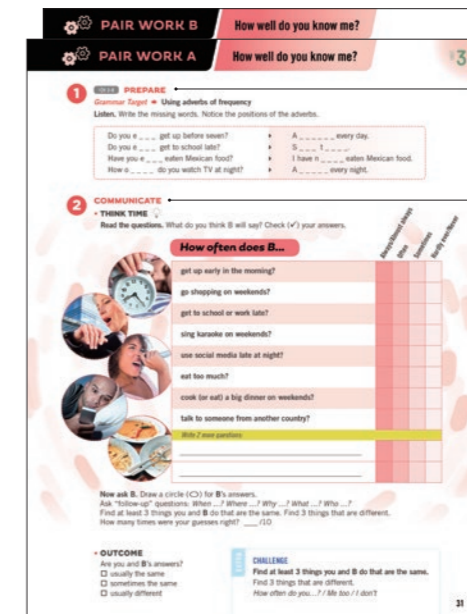 PAIR WORK B How well do you know me?
PAIR WORK A How well do you know me?
3
1 PREPARE
Grammar Target Using adverbs of frequency
Listen. Write the missing words. Notice the positions of the adverbs.
Do you e _ _ _ get up before seven? A _ _ _ _ _ _ every day.
Do you e _ _ _ get to school late? S _ _ _ t _ _ _ _.
Have you e _ _ _ eaten Mexican food? I have n _ _ _ _ eaten Mexican food.
How o _ _ _ _ do you watch TV at night? A _ _ _ _ _ every night.
2 COMMUNICATE
• THINK TIME
Read the questions. What do you think B will say? Check (✓) your answers.
How often does B...
Always/Almost always
Often
Sometimes
Hardly ever/Never
get up early in the morning?
go shopping on weekends?
get to school or work late?
sing karaoke on weekends?
use social media late at night?
eat too much?
cook (or eat) a big dinner on weekends?
talk to someone from another country?
Write 2 more questions
Now ask B. Draw a circle (○) for B's answers.
Ask "follow-up" questions: When ...? Where ...? Why ...? What ...? Who ...?
Find at least 3 things you and B do that are the same. Find 3 things that are different.
How many times were your guesses right? ___ /10
• OUTCOME
Are you and B's answers?
□ usually the same
□ sometimes the same
□ usually different
EXTRA
CHALLENGE
Find at least 3 things you and B do that are the same.
Find 3 things that are different.
How often do you...? / Me too / I don't
31